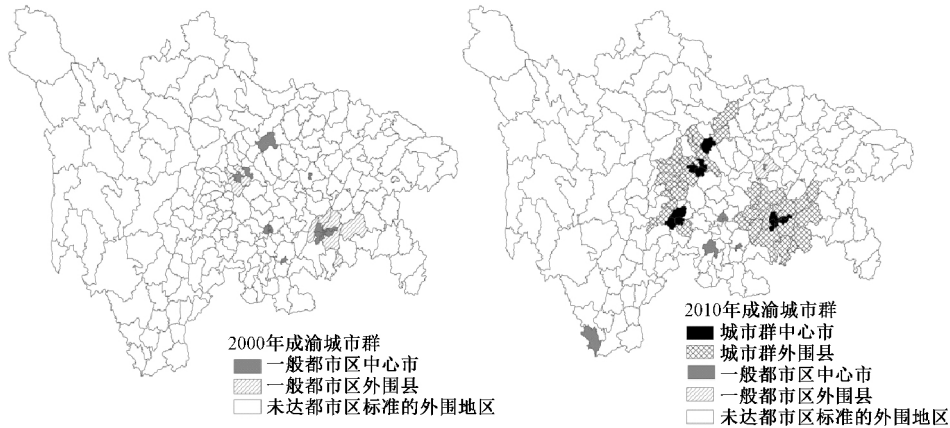 2000年成渝城市群
一般都市区中心市
一般都市区外围县
未达都市区标准的外围地区
2010年成渝城市群
城市群中心市
城市群外围县
一般都市区中心市
一般都市区外围县
未达都市区标准的外围地区